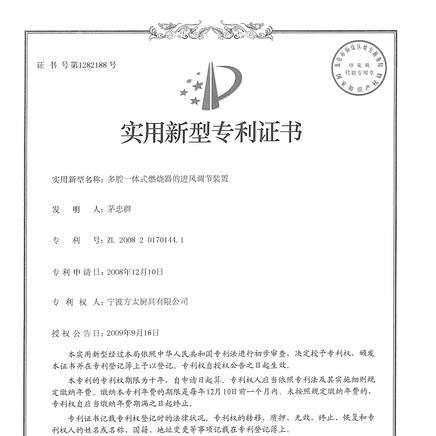 证 书 号 第1282188 号
实用新型专利证书
实用新型名称：多腔一体式燃烧器的进风调节装置
发 明 人：茅忠群
专 利 号：ZL 2008 2 0170144.1
专利申请日：2008年12月10日
专 利 权 人：宁波方太厨具有限公司
授权公告日：2009年9月16日
本实用新型经过本局依照中华人民共和国专利法进行初步审查，决定授予专利权，颁发
本证书并在专利登记簿上予以登记。专利权自授权公告之日起生效。
本专利的专利权期限为十年，自申请日起算。专利权人应当依照专利法及其实施细则规
定缴纳年费。缴纳本专利年费的期限是每年12月10日前一个月内。未按照规定缴纳年费的，
专利权自应当缴纳年费期满之日起终止。
专利证书记载专利权登记时的法律状况。专利权的转移、质押、无效、终止、恢复和专
利权人的姓名或名称、国籍、地址变更等事项记载在专利登记簿上。